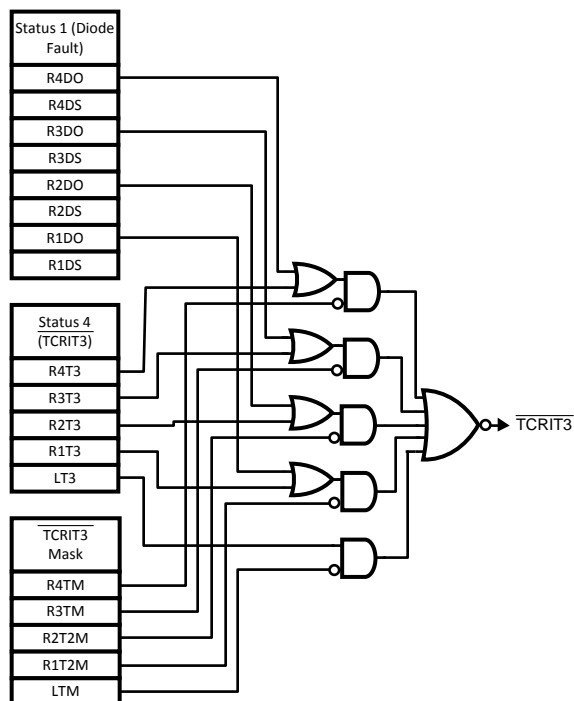 Status 1 (Diode
Fault)
R4DO
R4DS
R3DO
R3DS
R2DO
R2DS
R1DO
R1DS
Status 4
(TCRIT3)
R4T3
R3T3
R2T3
R1T3
LT3
TCRIT3
Mask
R4TM
R3TM
R2T2M
R1T2M
LTM
TCRIT3